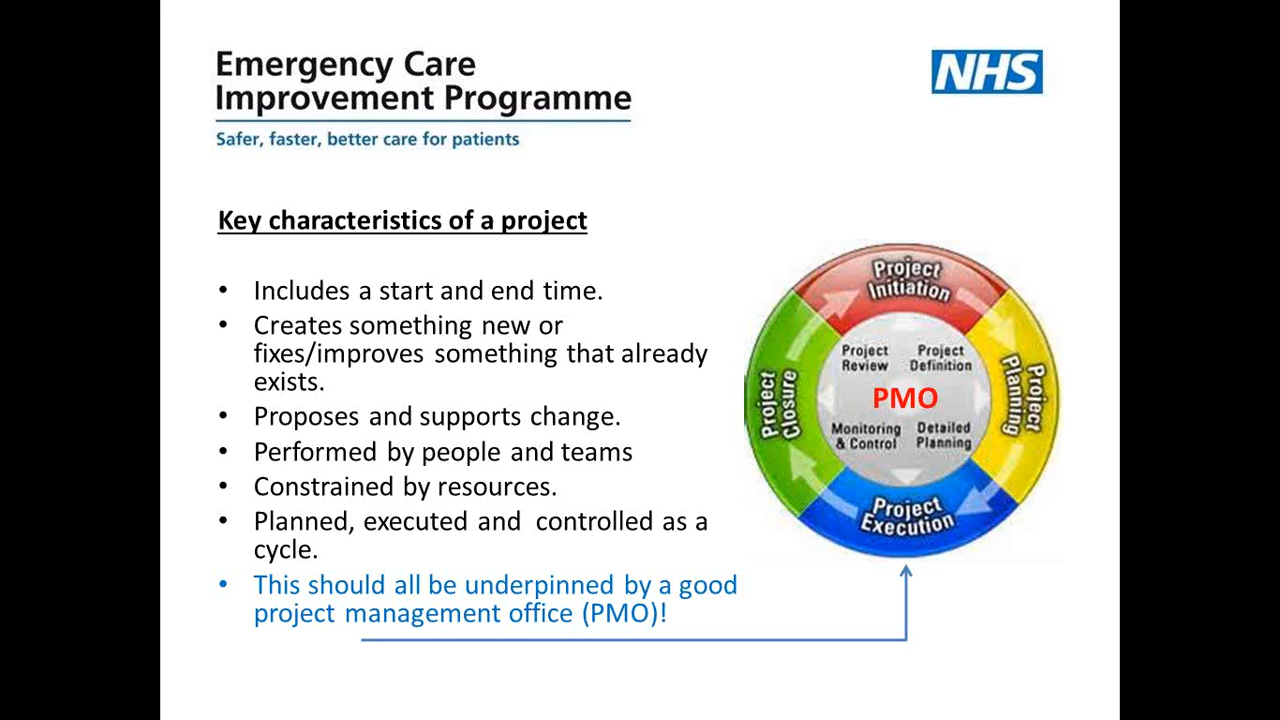 Emergency Care
Improvement Programme
NHS
Safer, faster, better care for patients
Key characteristics of a project
• Includes a start and end time.
• Creates something new or
fixes/improves something that already
exists.
• Proposes and supports change.
• Performed by people and teams
• Constrained by resources.
• Planned, executed and controlled as a
cycle.
• This should all be underpinned by a good
project management office (PMO)!
Project
Initiation
Project
Planning
Project
Execution
Project
Closure
Project
Review
Project
Definition
PMO
Monitoring
& Control
Detailed
Planning